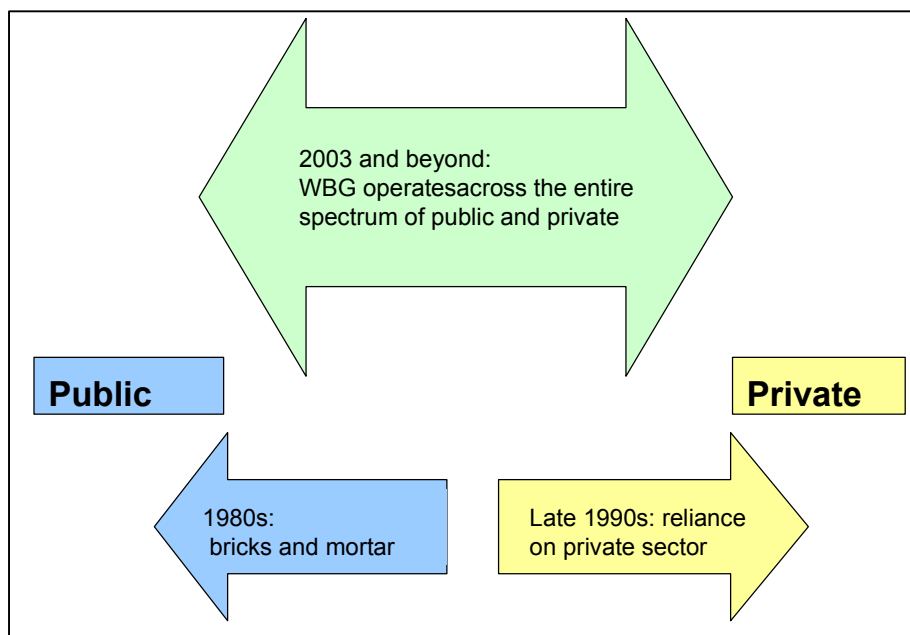 2003 and beyond:
WBG operatesacross the entire
spectrum of public and private
Public
Private
1980s:
bricks and mortar
Late 1990s: reliance
on private sector